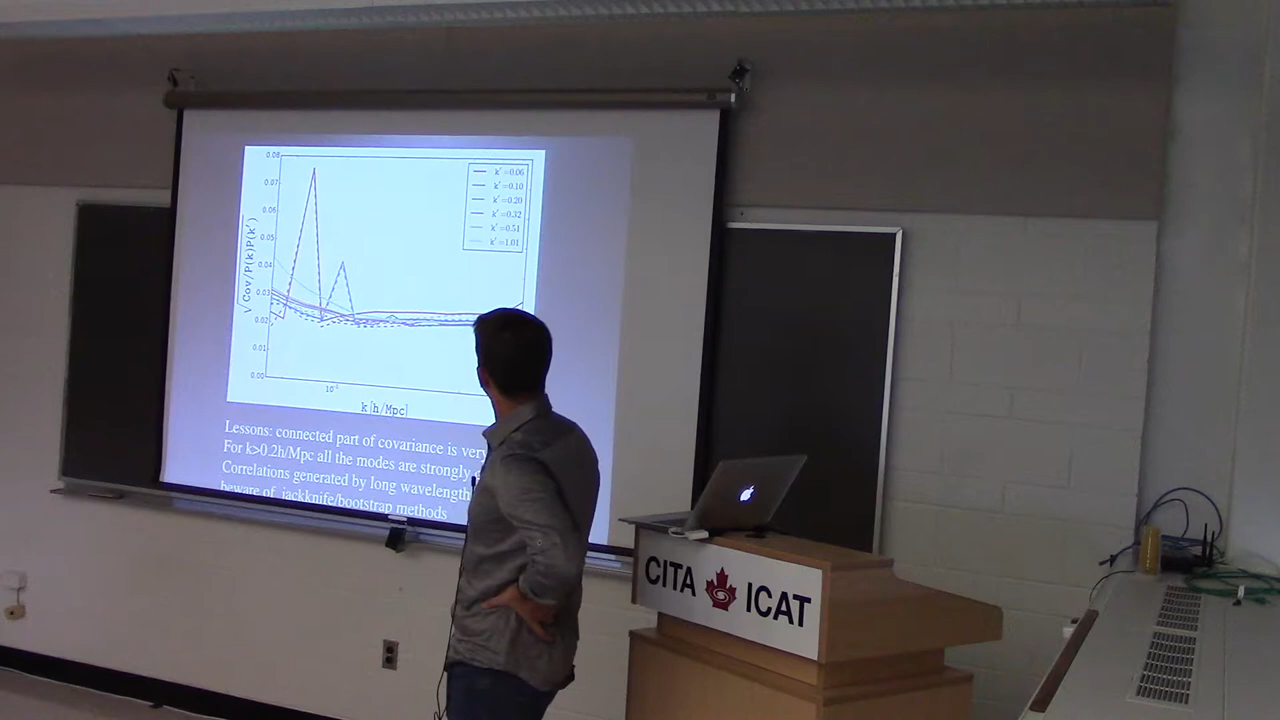 0.08
0.07
0.06
0.05
0.04
0.03
0.02
0.01
0.00
√Cov/P(k)P(k′)
k′=0.06
k′=0.10
k′=0.20
k′=0.32
k′=0.51
k′=1.01
10⁻¹
k[h/Mpc]
Lessons: connected part of covariance is very
For k>0.2h/Mpc all the modes are strongly
Correlations generated by long wavelength
beware of jackknife/bootstrap methods
CITA ICAT